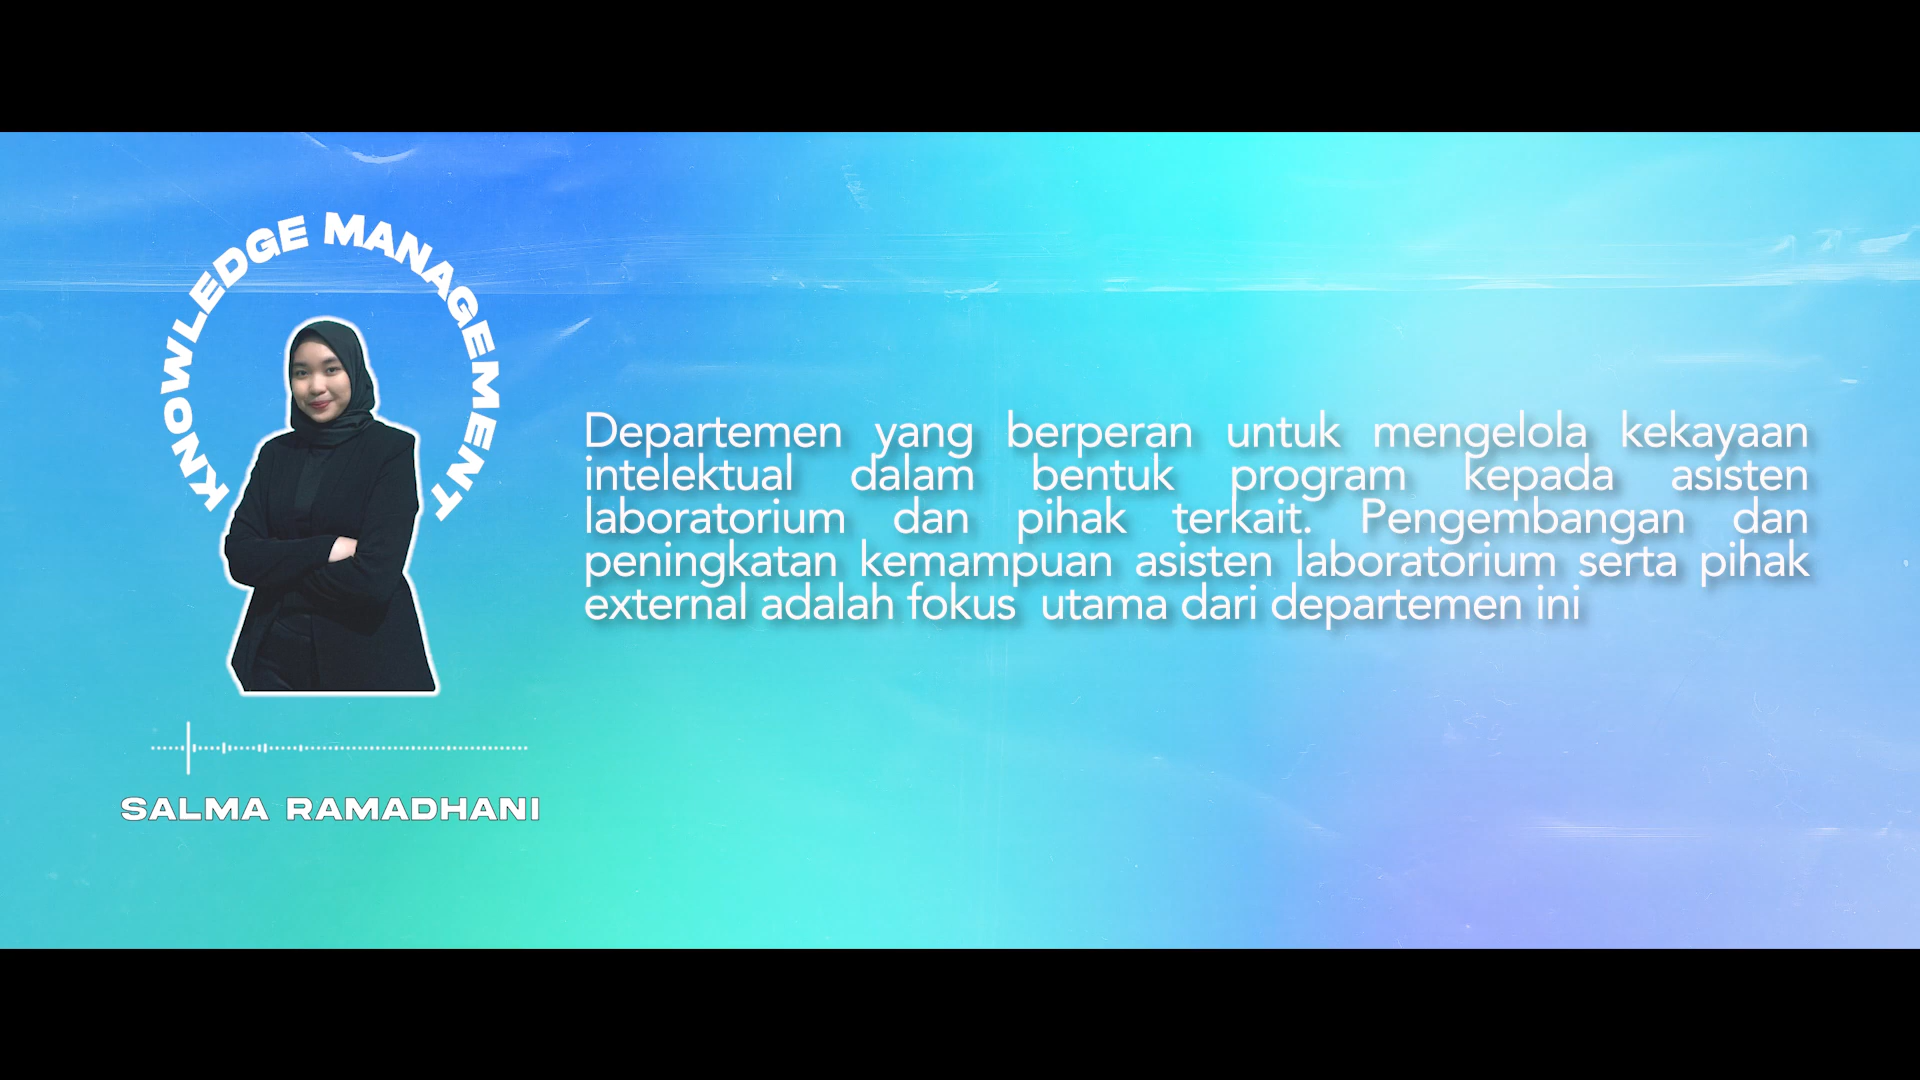 KNOWLEDGE MANAGEMENT
Departemen yang berperan untuk mengelola kekayaan
intelektual dalam bentuk program kepada asisten
laboratorium dan pihak terkait. Pengembangan dan
peningkatan kemampuan asisten laboratorium serta pihak
external adalah fokus utama dari departemen ini
SALMA RAMADHANI